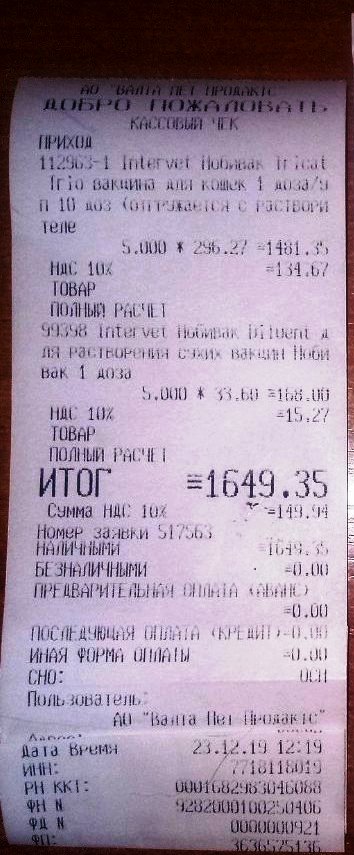 АО "ВАЛТА ПЕТ ПРОДАКТС"
ДОБРО ПОЖАЛОВАТЬ
КАССОВЫЙ ЧЕК
ПРИХОД
112963-1 Intervet Нобивак Tricat
Trio вакцина для кошек 1 доза/у
п 10 доз (отгружается с раствори
теле
5.000 * 296.27 =1481.35
НДС 10% =134.67
ТОВАР
ПОЛНЫЙ РАСЧЕТ
99398 Intervet Нобивак Diluent д
ля растворения сухих вакцин Ноби
вак 1 доза
5.000 * 33.60 =168.00
НДС 10% =15.27
ТОВАР
ПОЛНЫЙ РАСЧЕТ
ИТОГ =1649.35
Сумма НДС 10% =149.94
Номер заявки 517563
НАЛИЧНЫМИ =1649.35
БЕЗНАЛИЧНЫМИ =0.00
ПРЕДВАРИТЕЛЬНАЯ ОПЛАТА (АВАНС)
=0.00
ПОСЛЕДУЮЩАЯ ОПЛАТА (КРЕДИТ)=0.00
ИНАЯ ФОРМА ОПЛАТЫ =0.00
СНО: ОСН
Пользователь:
АО "Валта Пет Продактс"
Дата Время 23.12.19 12:19
ИНН: 7718118019
РН ККТ: 0001682983046088
ФН N 9282000100250406
ФД N 0000000921
ФП: 3636575136